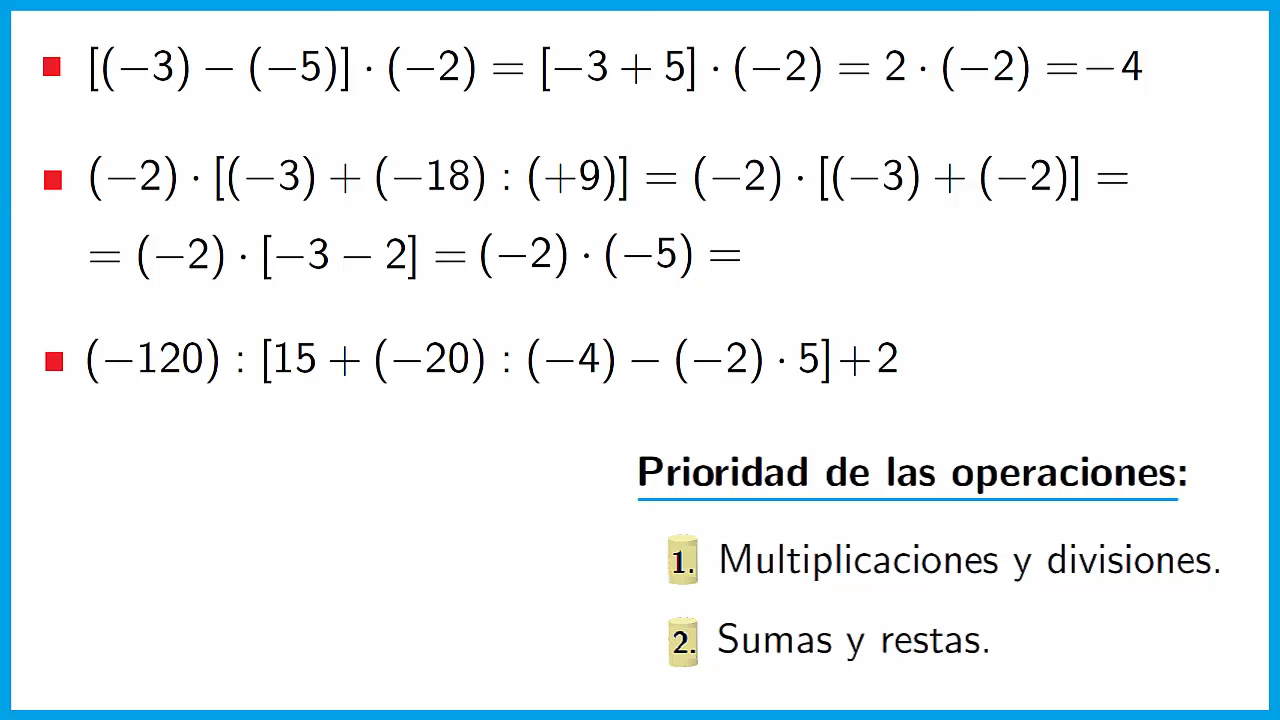 [(−3) − (−5)] · (−2) = [−3 + 5] · (−2) = 2 · (−2) = −4
(−2) · [(−3) + (−18) : (+9)] = (−2) · [(−3) + (−2)] =
= (−2) · [−3 − 2] = (−2) · (−5) =
(−120) : [15 + (−20) : (−4) − (−2) · 5] + 2
Prioridad de las operaciones:
1. Multiplicaciones y divisiones.
2. Sumas y restas.